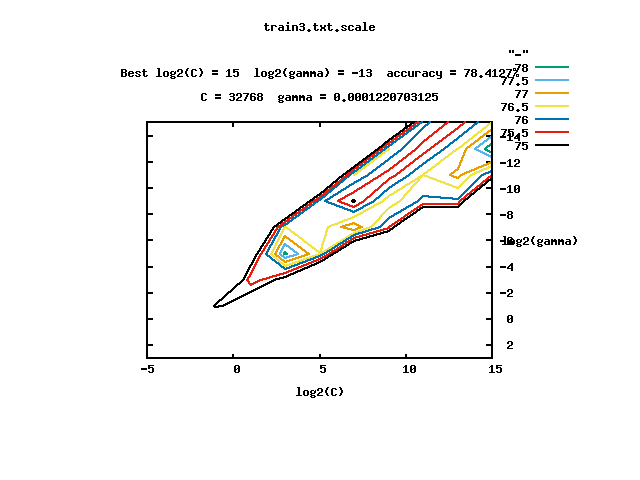 train3.txt.scale
"-"
Best log2(C) = 15 log2(gamma) = -13 accuracy = 78.4127%
78
77.5
77
C = 32768 gamma = 0.0001220703125
76.5
76
75.5
75
-14
-12
-10
-8
-6
log2(gamma)
-4
-2
0
2
-5 0 5 10 15
log2(C)